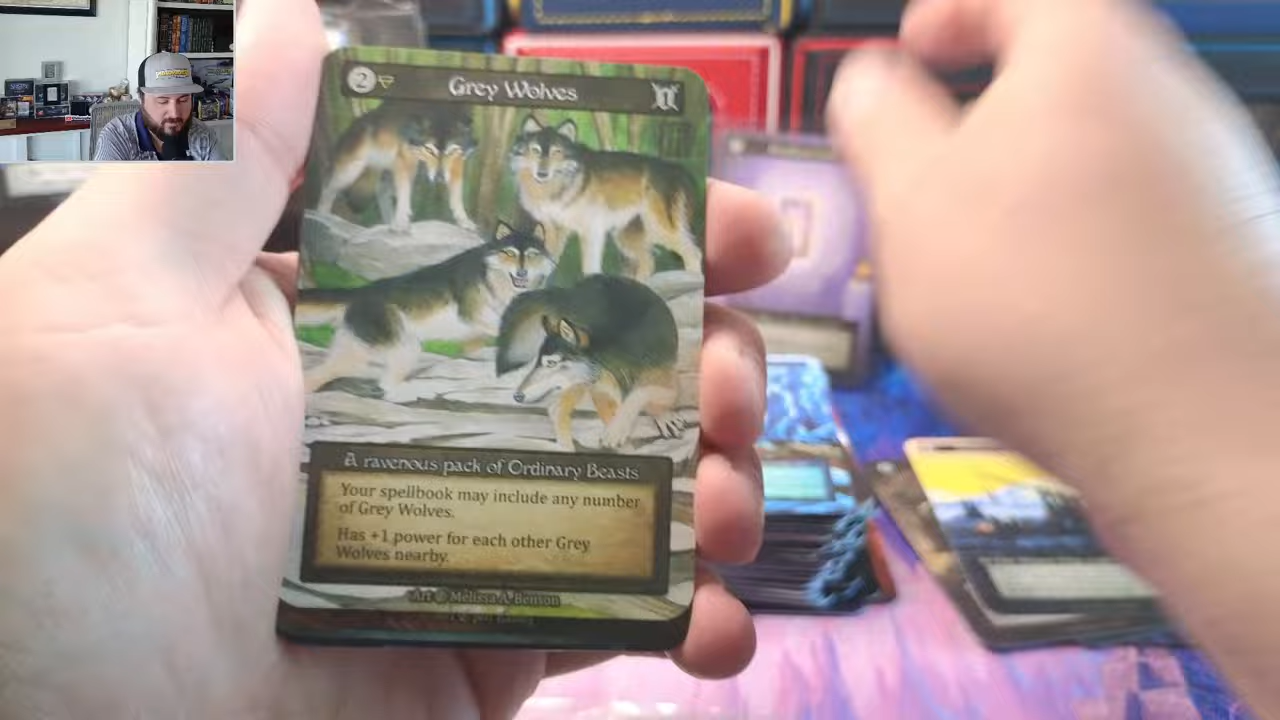 2
Grey Wolves
1
A ravenous pack of Ordinary Beasts
Your spellbook may include any number
of Grey Wolves.
Has +1 power for each other Grey
Wolves nearby.
Art © Melissa A. Benson